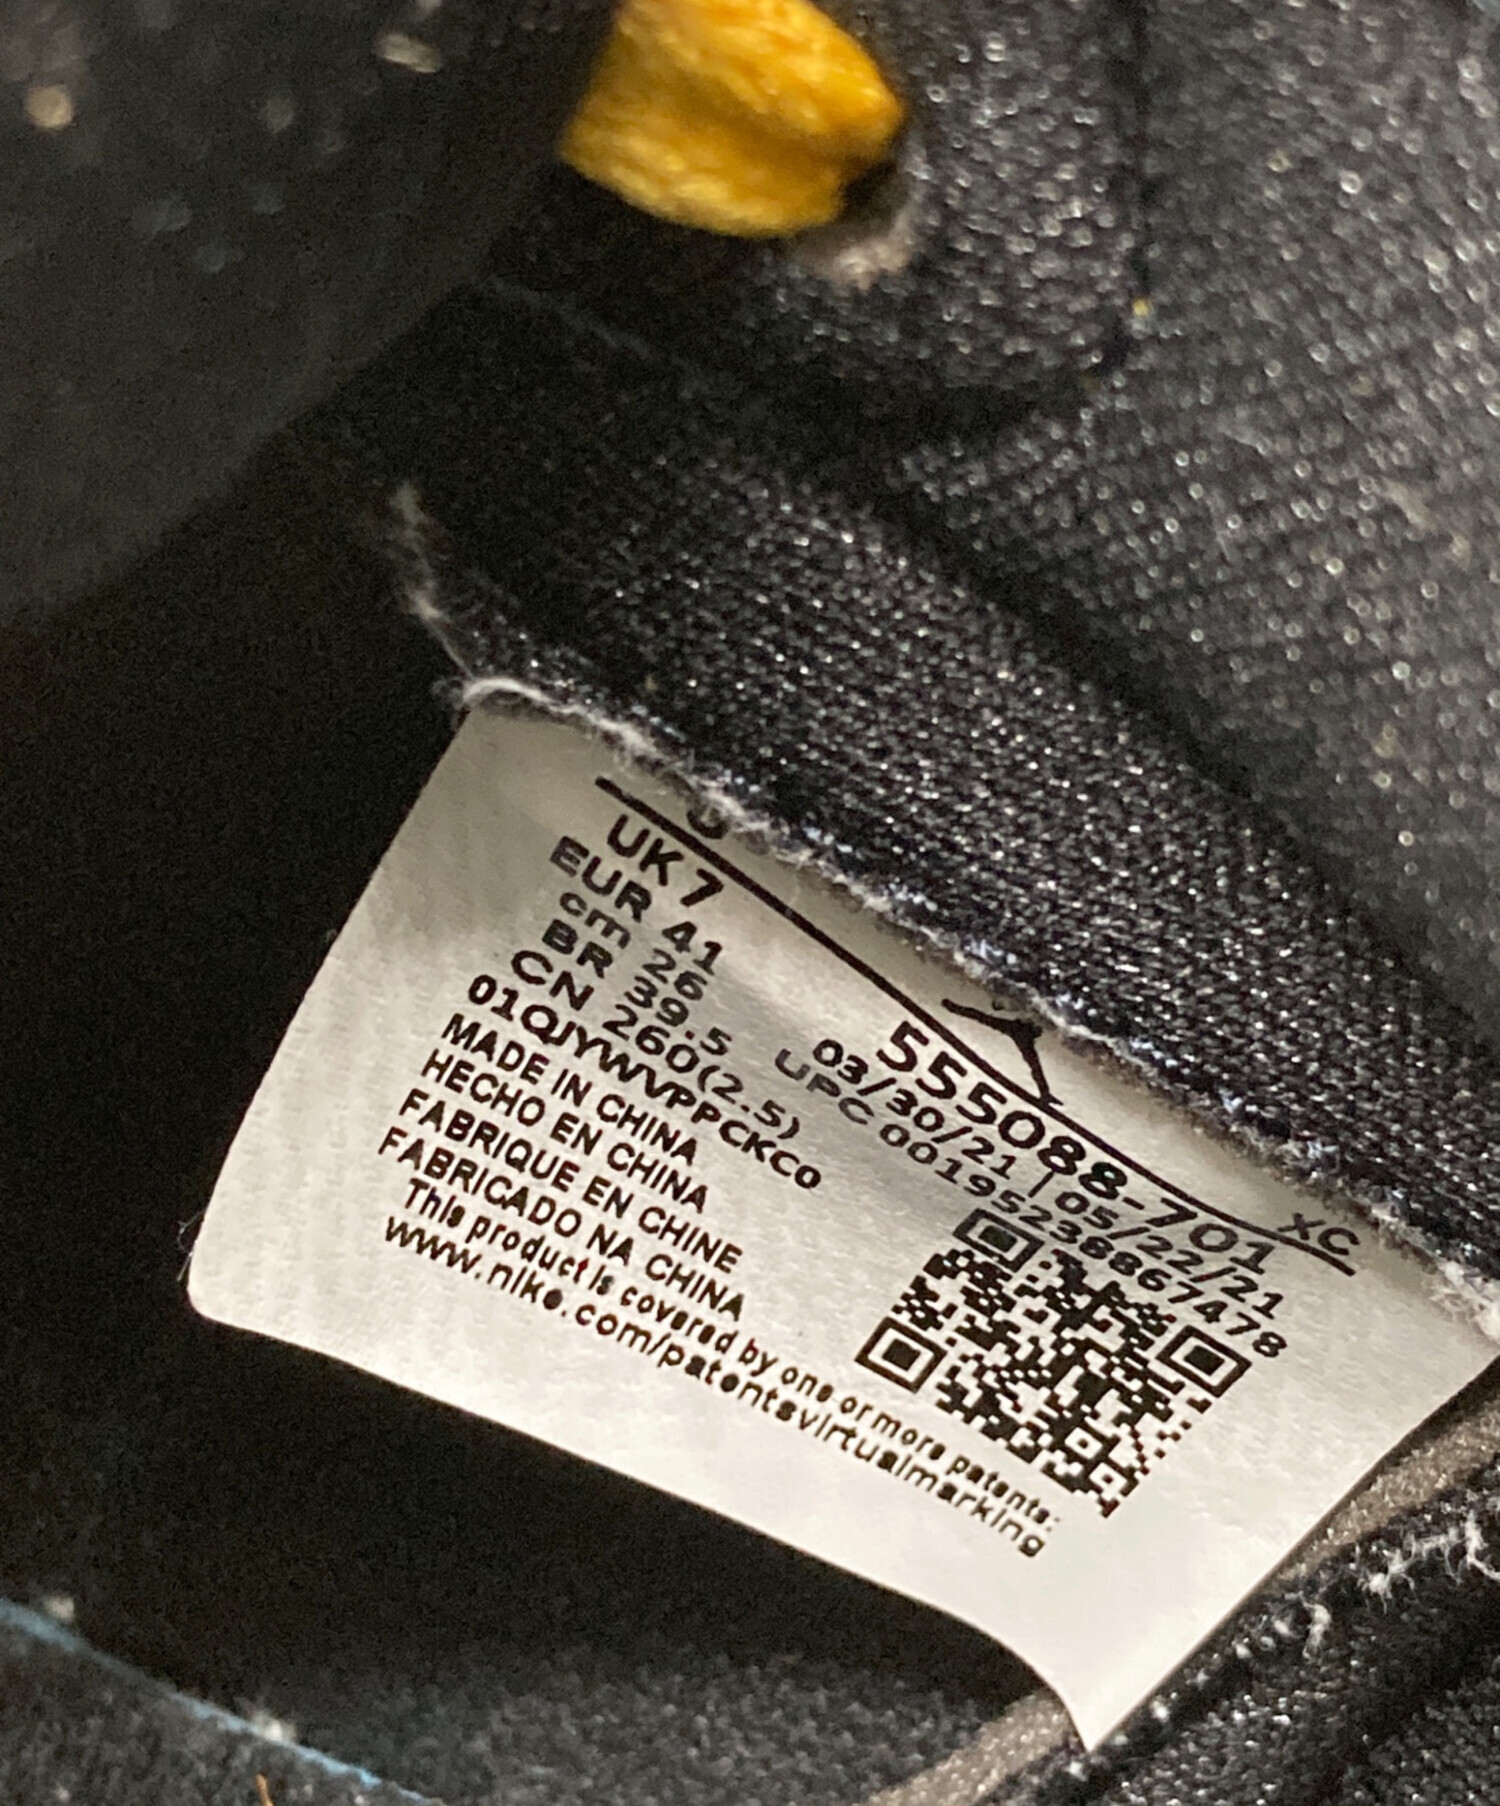 UK 7
EUR 41
cm 26
BR 39.5
CN 260(2.5)
01QJYWVPPCKC0
MADE IN CHINA
HECHO EN CHINA
FABRIQUE EN CHINE
FABRICADO NA CHINA
This product is covered by one or more patents:
www.nike.com/patentsvirtualmarking
XC
555088-701
03/30/21 | 05/22/21
UPC 00195238867478